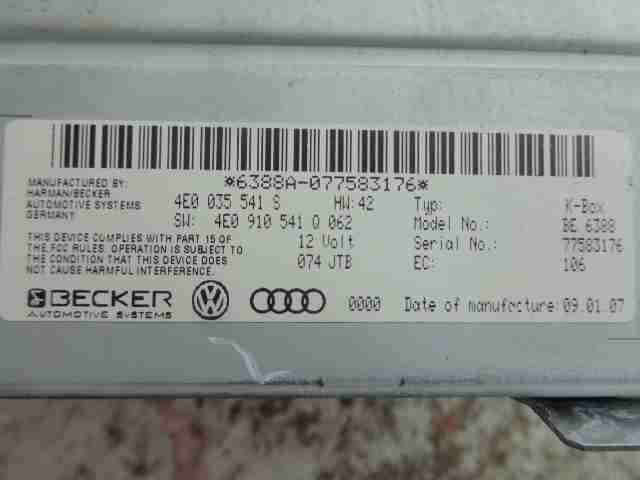 *6388A-077583176*
MANUFACTURED BY:
HARMAN/BECKER
AUTOMOTIVE SYSTEMS
GERMANY
4E0 035 541 S HW:42
SW: 4E0 910 541 Q 062
THIS DEVICE COMPLIES WITH PART 15 OF
THE FCC RULES. OPERATION IS SUBJECT TO
THE CONDITION THAT THIS DEVICE DOES
NOT CAUSE HARMFUL INTERFERENCE.
12 Volt
074 JTB
Typ: K-Box
Model No.: BE 6388
Serial No.: 77583176
EC: 106
BECKER
AUTOMOTIVE SYSTEMS
VW
0000 Date of manufacture: 09.01.07